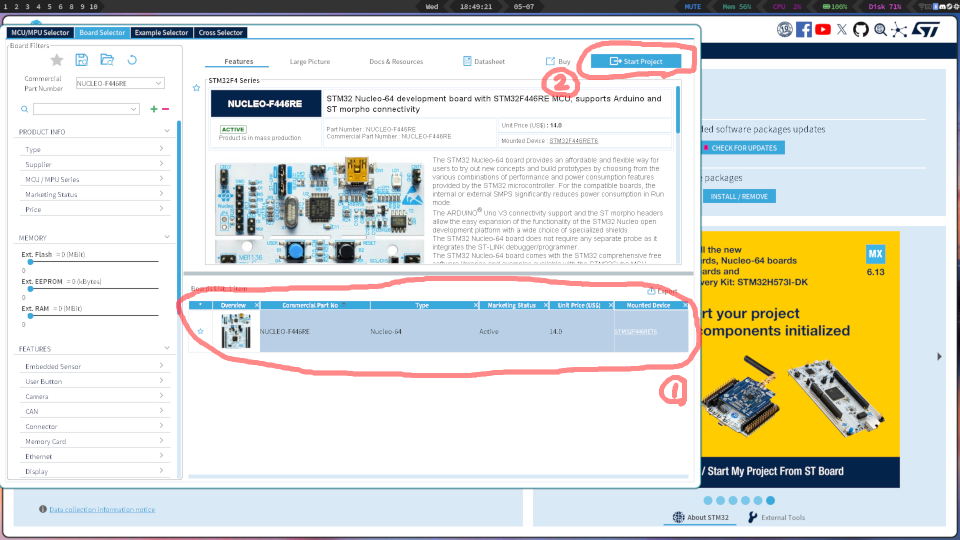 1 2 3 4 5 6 7 8 9 10
Wed
18:49:21
05-07
MUTE
Mem 56%
CPU 2%
100%
Disk 71%
MCU/MPU Selector
Board Selector
Example Selector
Cross Selector
Board Filters
Commercial
Part Number
NUCLEO-F446RE
PRODUCT INFO
Type
Supplier
MCU / MPU Series
Marketing Status
Price
MEMORY
Ext. Flash = 0 (MBit)
0
Ext. EEPROM = 0 (kBytes)
0
Ext. RAM = 0 (MBit)
0
FEATURES
Embedded Sensor
User Button
Camera
CAN
Connector
Memory Card
Ethernet
Display
Features
Large Picture
Docs & Resources
Datasheet
Buy
Start Project
2
STM32F4 Series
NUCLEO-F446RE
STM32 Nucleo-64 development board with STM32F446RE MCU, supports Arduino and
ST morpho connectivity
ACTIVE
Product is in mass production
Part Number : NUCLEO-F446RE
Commercial Part Number : NUCLEO-F446RE
Unit Price (US$) : 14.0
Mounted Device : STM32F446RET6
The STM32 Nucleo-64 board provides an affordable and flexible way for
users to try out new concepts and build prototypes by choosing from the
various combinations of performance and power consumption features
provided by the STM32 microcontroller. For the compatible boards, the
internal or external SMPS significantly reduces power consumption in Run
mode.
The ARDUINO® Uno V3 connectivity support and the ST morpho headers
allow the easy expansion of the functionality of the STM32 Nucleo open
development platform with a wide choice of specialized shields.
The STM32 Nucleo-64 board does not require any separate probe as it
integrates the ST-LINK debugger/programmer.
The STM32 Nucleo-64 board comes with the STM32 comprehensive free
MB1136
Boards List: 1 item
Export
* Overview Commercial Part No Type Marketing Status Unit Price (US$) Mounted Device
NUCLEO-F446RE Nucleo-64 Active 14.0 STM32F446RET6
1
ST
ded software packages updates
CHECK FOR UPDATES
e packages
INSTALL / REMOVE
ll the new
ards, Nucleo-64 boards
ards and
very Kit: STM32H573I-DK
MX
6.13
rt your project
components initialized
/ Start My Project From ST Board
About STM32
External Tools
Data collection information notice